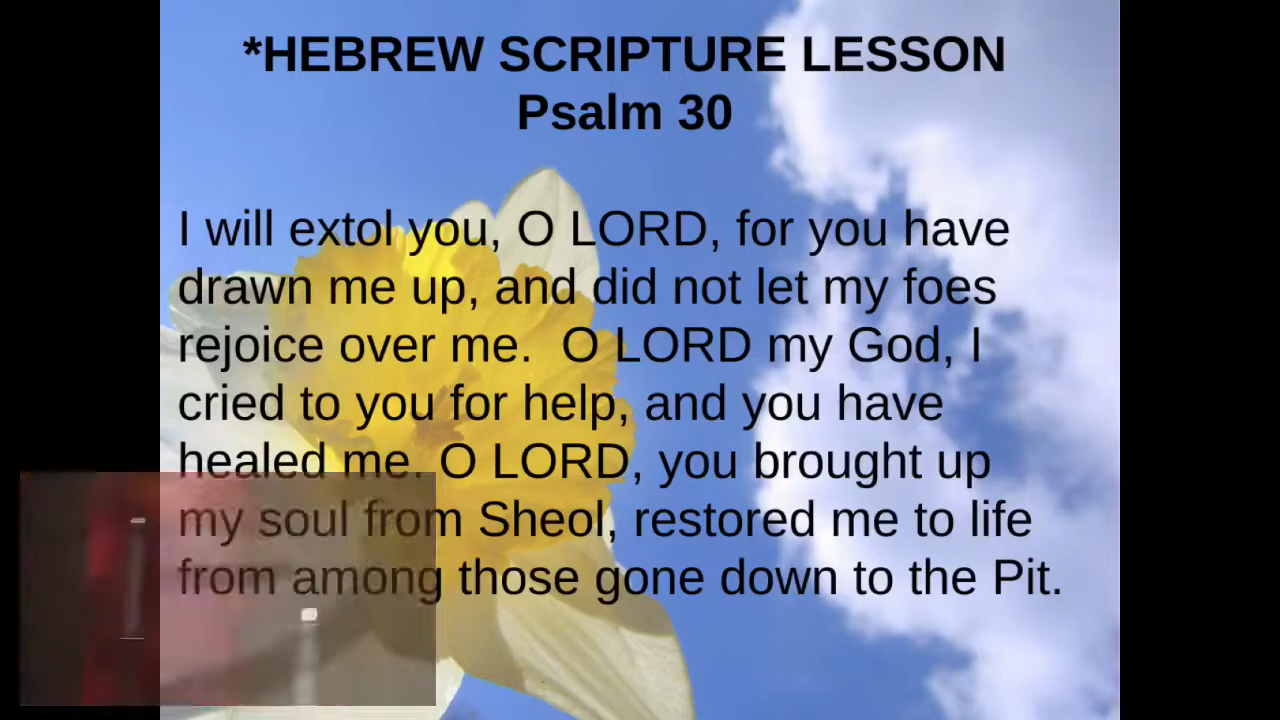 *HEBREW SCRIPTURE LESSON
Psalm 30
I will extol you, O LORD, for you have
drawn me up, and did not let my foes
rejoice over me.  O LORD my God, I
cried to you for help, and you have
healed me. O LORD, you brought up
my soul from Sheol, restored me to life
from among those gone down to the Pit.